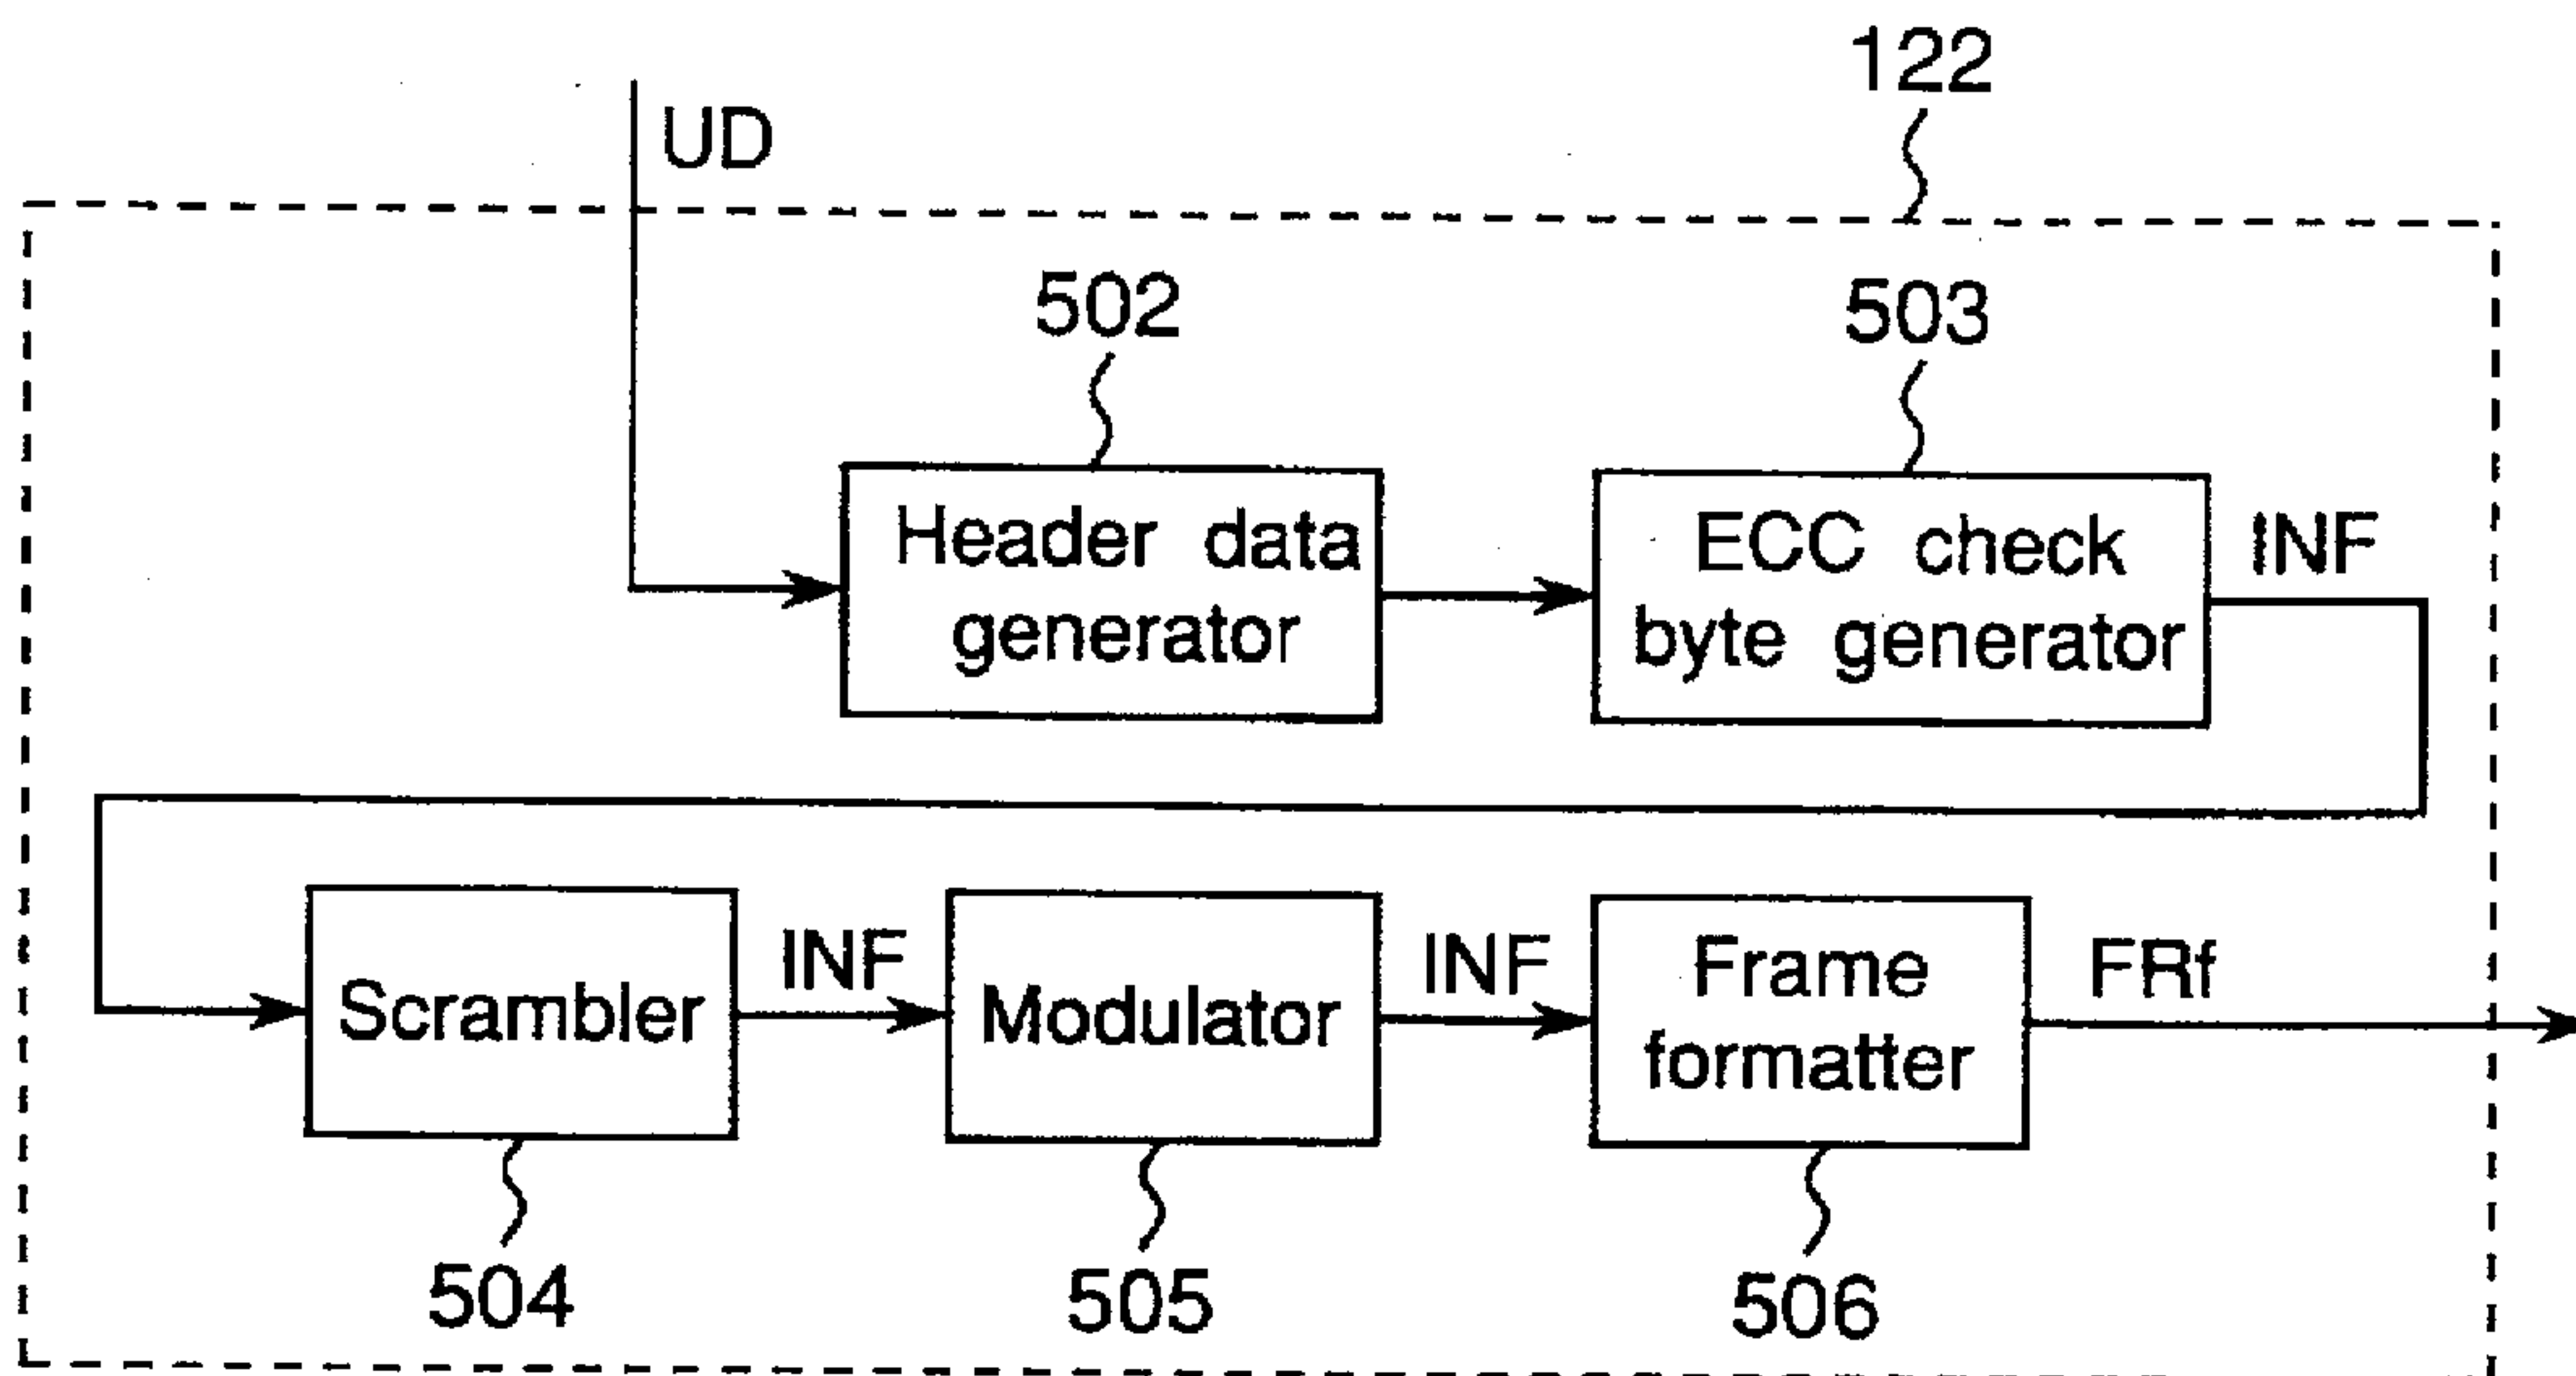 122
UD
502
503
Header data
generator
ECC check
byte generator
INF
Scrambler
INF
Modulator
INF
Frame
formatter
FRf
504
505
506